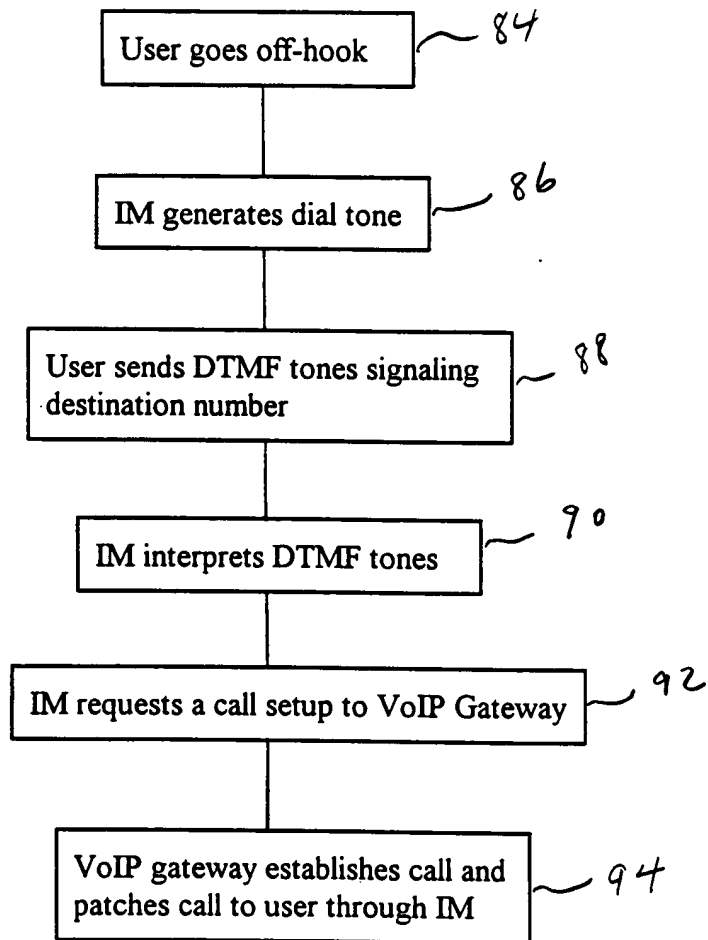 User goes off-hook
84
IM generates dial tone
86
User sends DTMF tones signaling
destination number
88
IM interprets DTMF tones
90
IM requests a call setup to VoIP Gateway
92
VoIP gateway establishes call and
patches call to user through IM
94